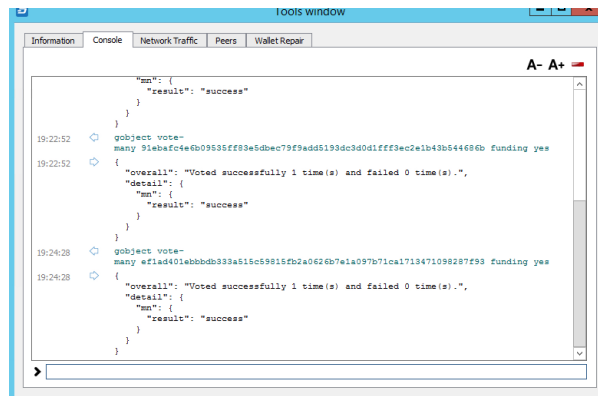 Tools window
Information Console Network Traffic Peers Wallet Repair
A- A+
"mn": {
"result": "success"
}
}
}
19:22:52 gobject vote-
many 91ebafc4e6b09535ff83e5dbec79f9add5193dc3d0d1fff3ec2e1b43b544686b funding yes
19:22:52 {
"overall": "Voted successfully 1 time(s) and failed 0 time(s).",
"detail": {
"mn": {
"result": "success"
}
}
}
19:24:28 gobject vote-
many ef1ad401ebbbdb333a515c59815fb2a0626b7e1a097b71ca1713471098287f93 funding yes
19:24:28 {
"overall": "Voted successfully 1 time(s) and failed 0 time(s).",
"detail": {
"mn": {
"result": "success"
}
}
}